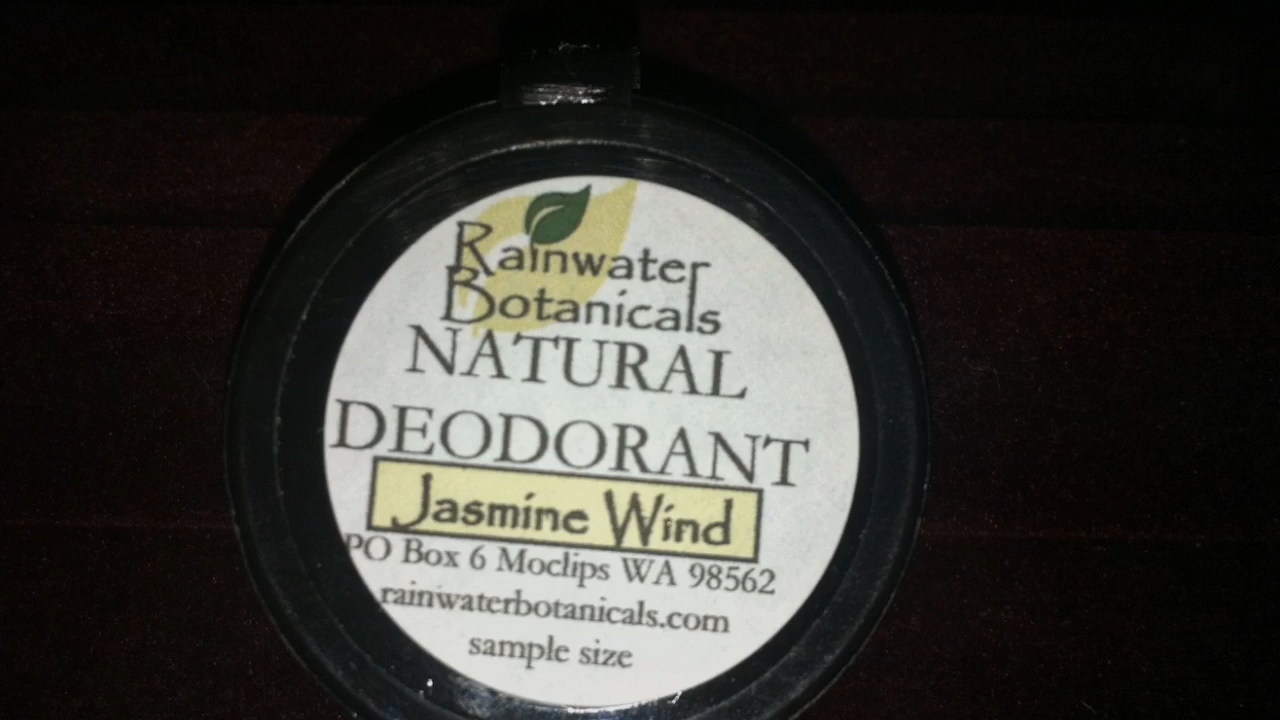 Rainwater
Botanicals
NATURAL
DEODORANT
Jasmine Wind
PO Box 6 Moclips WA 98562
rainwaterbotanicals.com
sample size